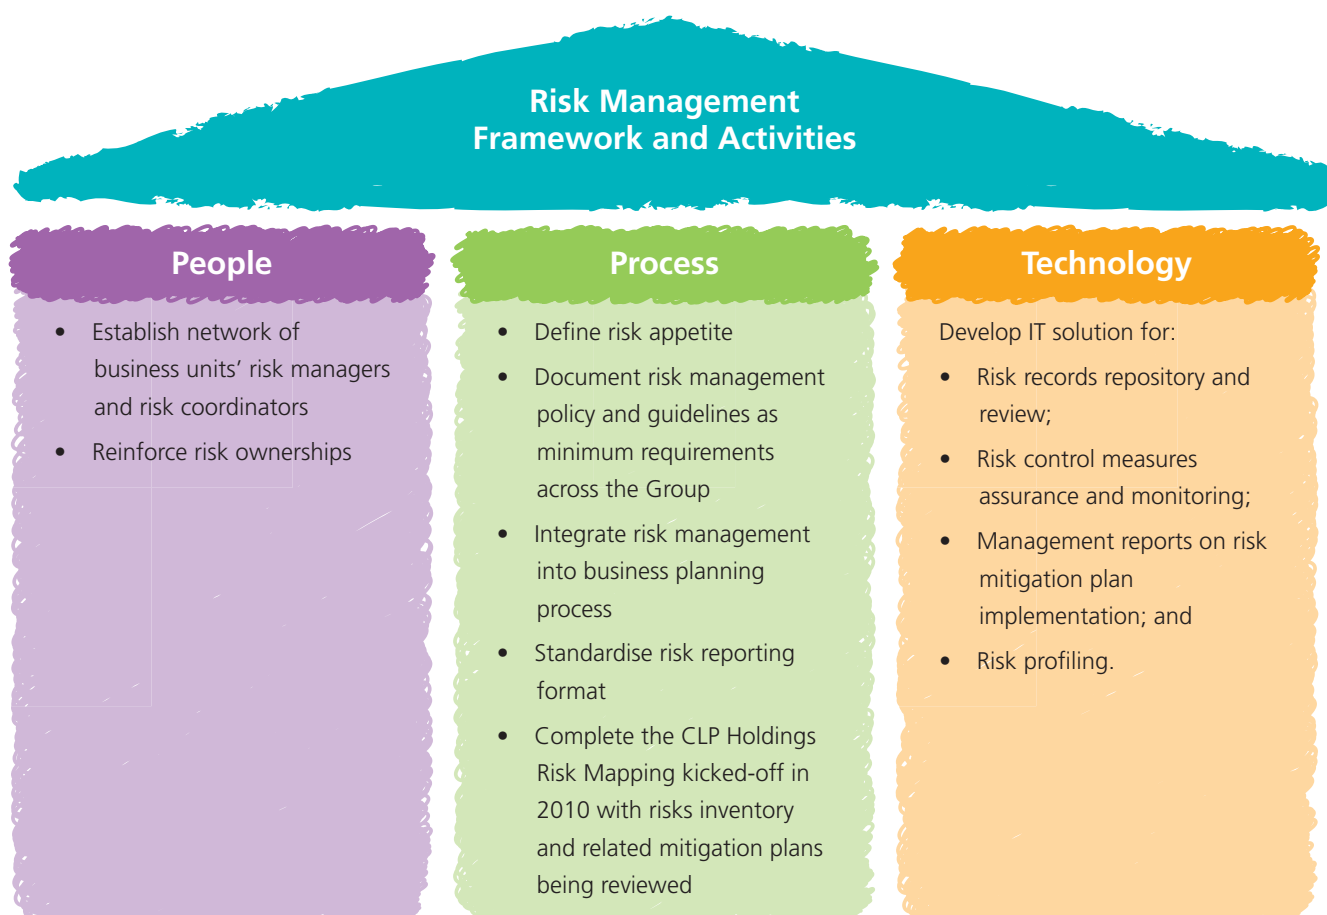 Risk Management
Framework and Activities
People
• Establish network of
business units’ risk managers
and risk coordinators
• Reinforce risk ownerships
Process
• Define risk appetite
• Document risk management
policy and guidelines as
minimum requirements
across the Group
• Integrate risk management
into business planning
process
• Standardise risk reporting
format
• Complete the CLP Holdings
Risk Mapping kicked-off in
2010 with risks inventory
and related mitigation plans
being reviewed
Technology
Develop IT solution for:
• Risk records repository and
review;
• Risk control measures
assurance and monitoring;
• Management reports on risk
mitigation plan
implementation; and
• Risk profiling.